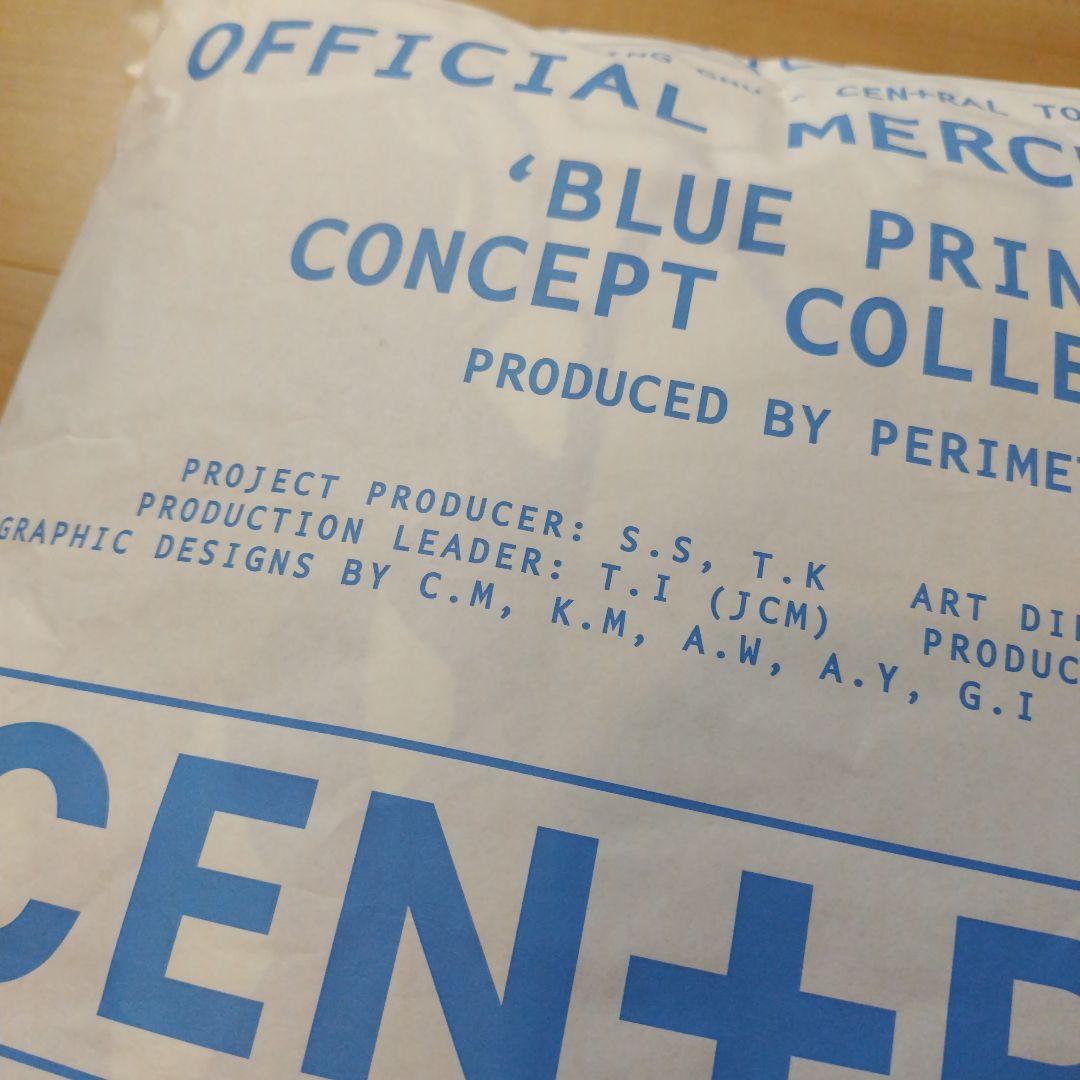 CEN+RAL TO
OFFICIAL MERC
‘BLUE PRIN
CONCEPT COLLE
PRODUCED BY PERIMET
PROJECT PRODUCER: S.S, T.K ART DI
PRODUCTION LEADER: T.I (JCM) PRODUC
GRAPHIC DESIGNS BY C.M, K.M, A.W, A.Y, G.I
CEN+R